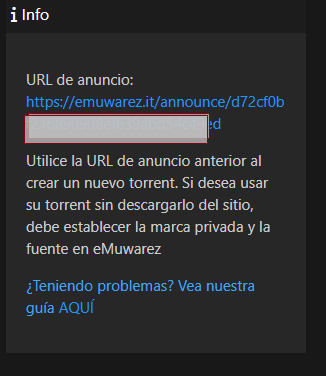 Info
URL de anuncio:
https://emuwarez.it/announce/d72cf0b
ed
Utilice la URL de anuncio anterior al
crear un nuevo torrent. Si desea usar
su torrent sin descargarlo del sitio,
debe establecer la marca privada y la
fuente en eMuwarez
¿Teniendo problemas? Vea nuestra
guía AQUÍ